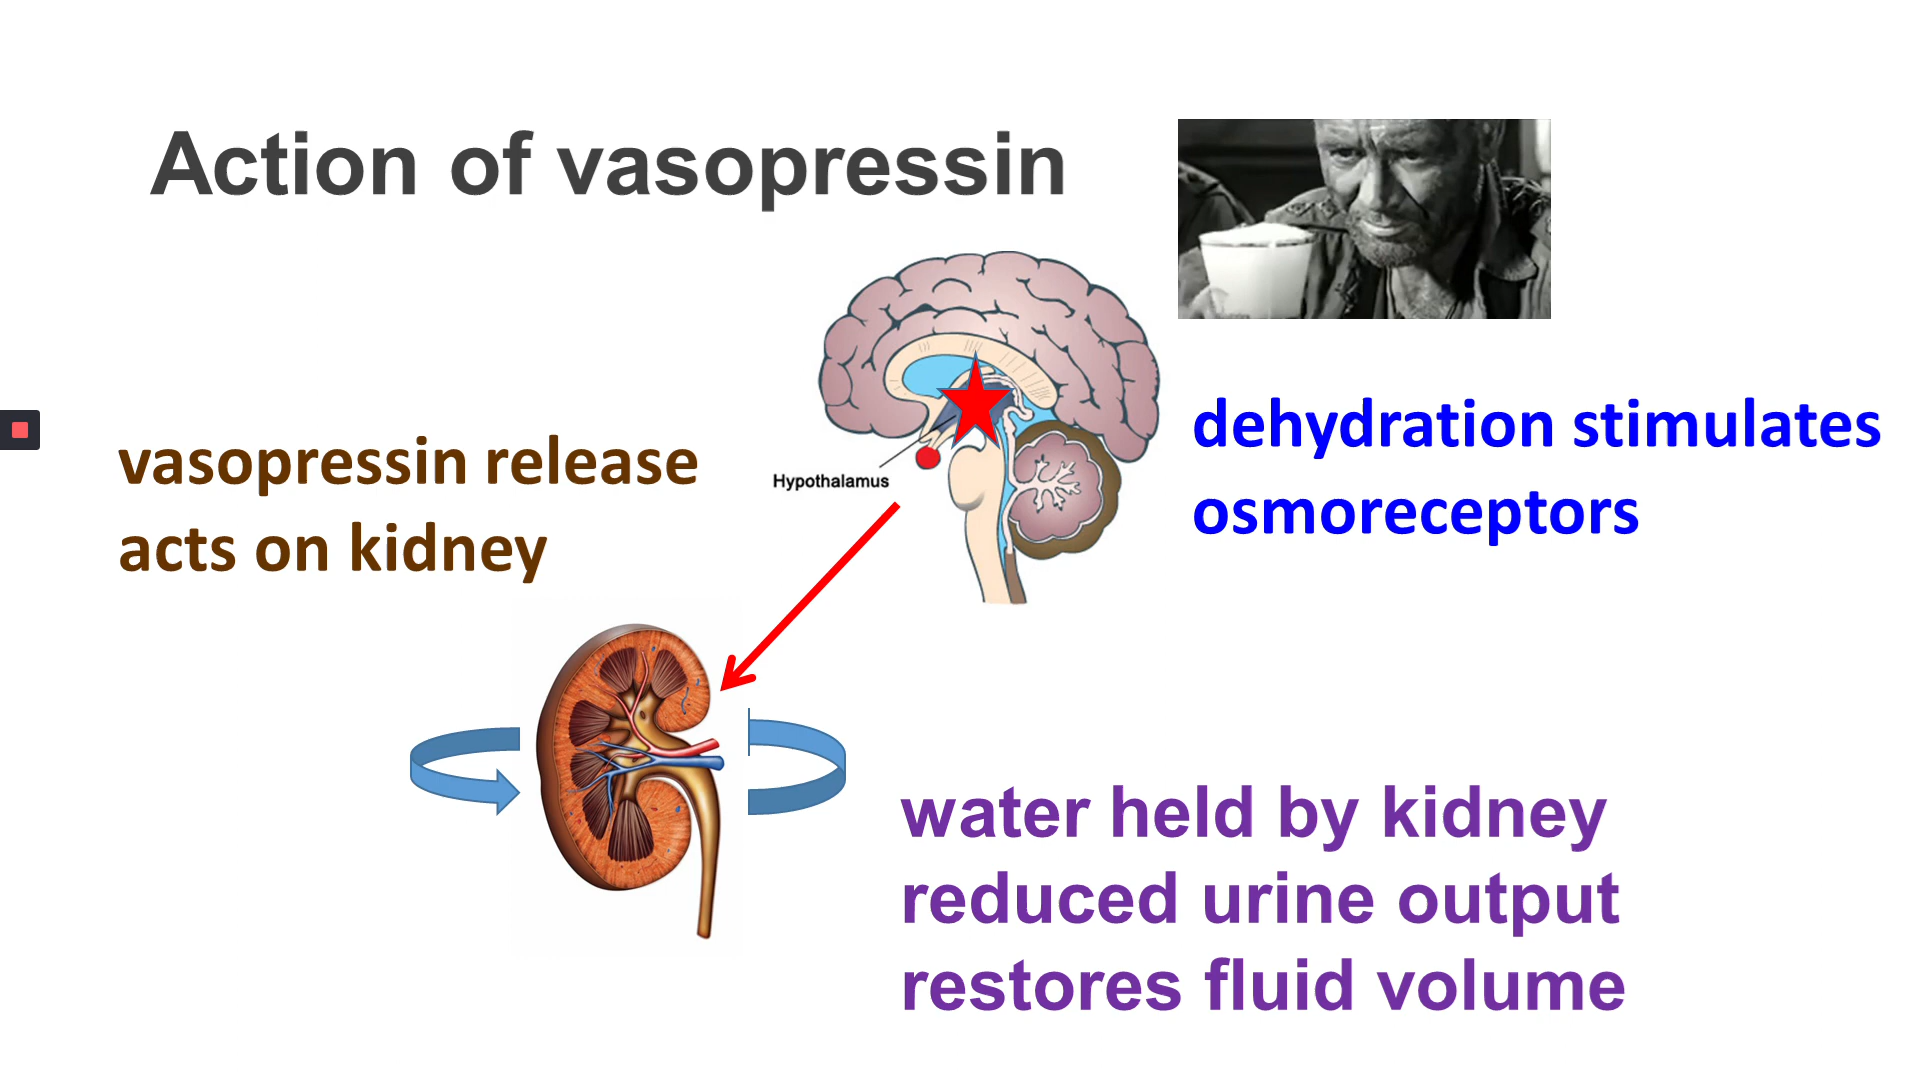 Action of vasopressin
dehydration stimulates
osmoreceptors
vasopressin release
acts on kidney
Hypothalamus
water held by kidney
reduced urine output
restores fluid volume